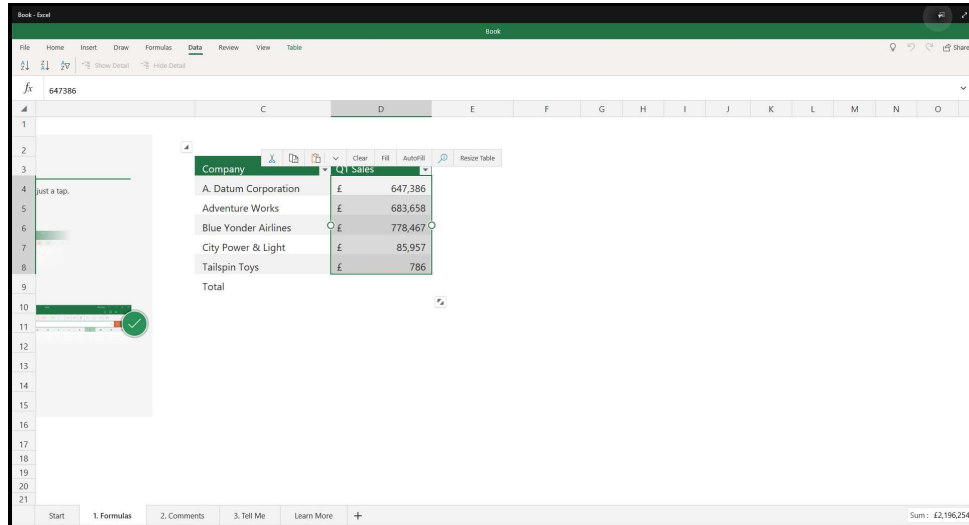 Book - Excel
Book
File Home Insert Draw Formulas Data Review View Table
Share
Show Detail Hide Detail
fx 647386
C D E F G H I J K L M N O
1
2
Clear Fill AutoFill Resize Table
3 Company Q1 Sales
4 just a tap. A. Datum Corporation £ 647,386
5 Adventure Works £ 683,658
6 Blue Yonder Airlines £ 778,467
7 City Power & Light £ 85,957
8 Tailspin Toys £ 786
9 Total
10
11
12
13
14
15
16
17
18
19
20
21
Start 1. Formulas 2. Comments 3. Tell Me Learn More + Sum : £2,196,254